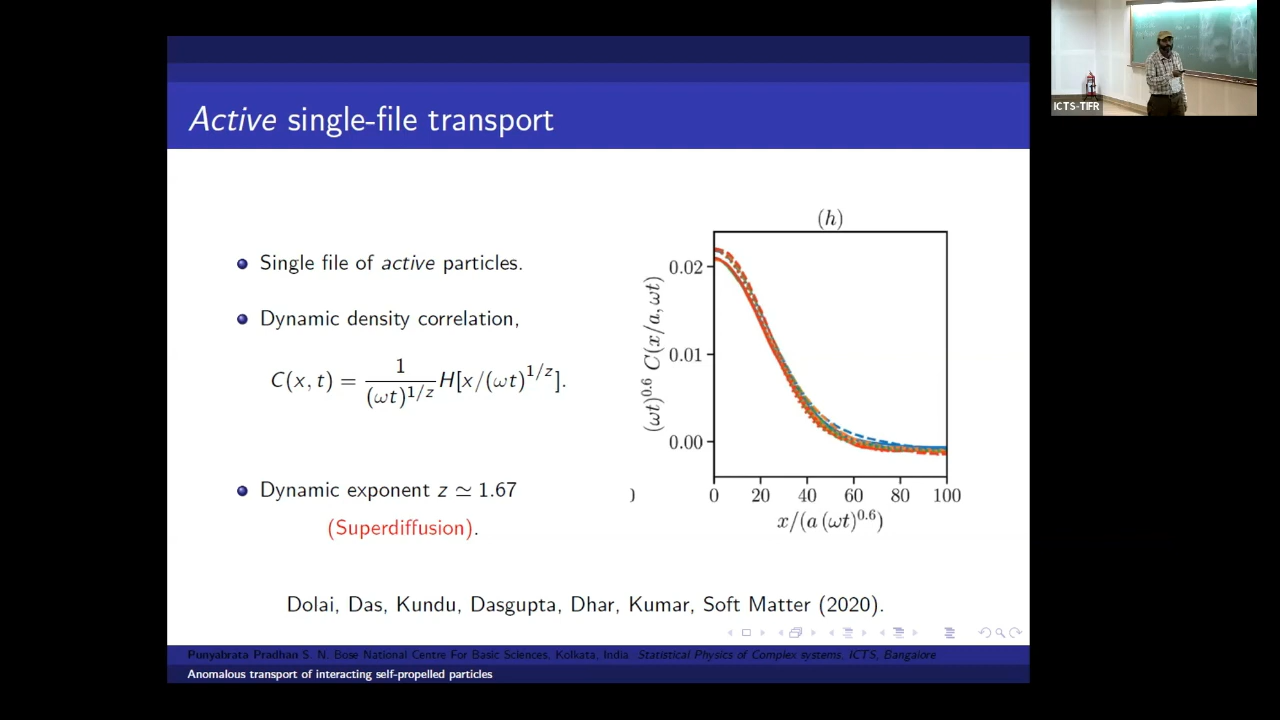 ICTS-TIFR
Active single-file transport
Single file of active particles.
Dynamic density correlation,
C(x, t) = 1/(ωt)^{1/z} H[x/(ωt)^{1/z}].
Dynamic exponent z ≃ 1.67
(Superdiffusion).
(h)
(ωt)^{0.6} C(x/a, ωt)
0.02
0.01
0.00
)
0 20 40 60 80 100
x/(a (ωt)^{0.6})
Dolai, Das, Kundu, Dasgupta, Dhar, Kumar, Soft Matter (2020).
Punyabrata Pradhan S. N. Bose National Centre For Basic Sciences, Kolkata, India Statistical Physics of Complex systems, ICTS, Bangalore
Anomalous transport of interacting self-propelled particles